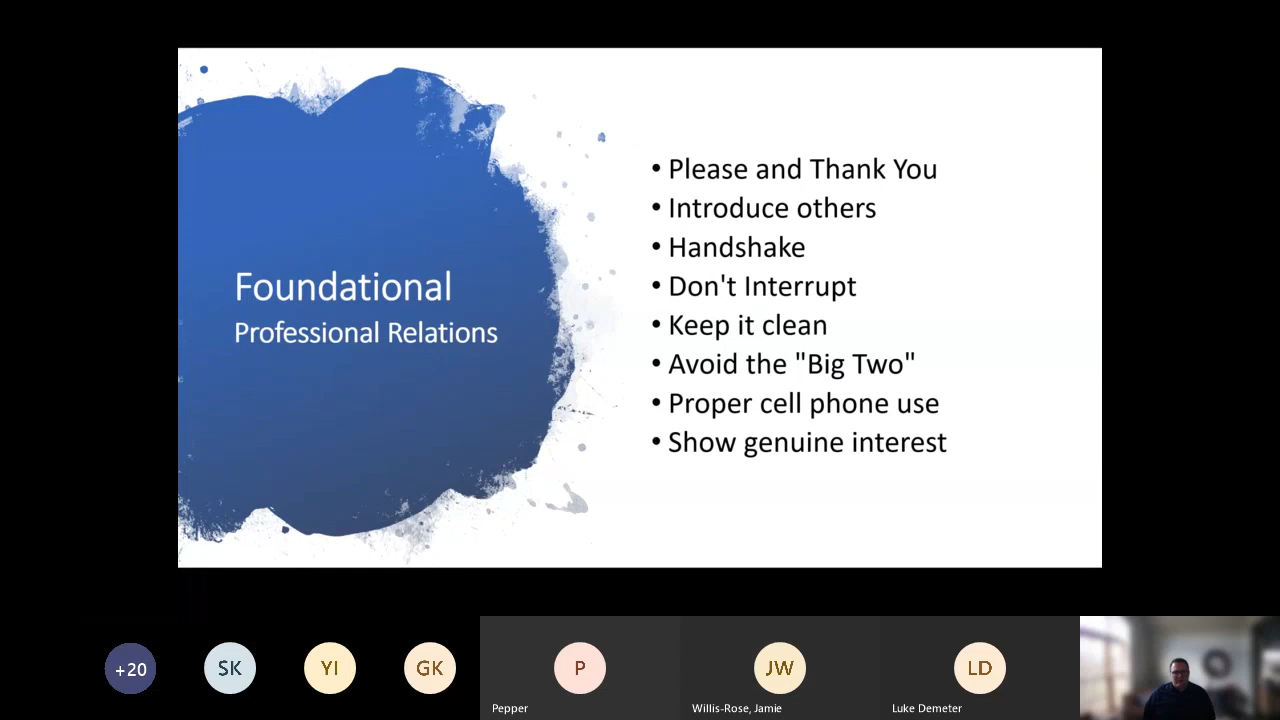 Foundational
Professional Relations
• Please and Thank You
• Introduce others
• Handshake
• Don't Interrupt
• Keep it clean
• Avoid the "Big Two"
• Proper cell phone use
• Show genuine interest
+20
SK
YI
GK
P
JW
LD
Pepper
Willis-Rose, Jamie
Luke Demeter